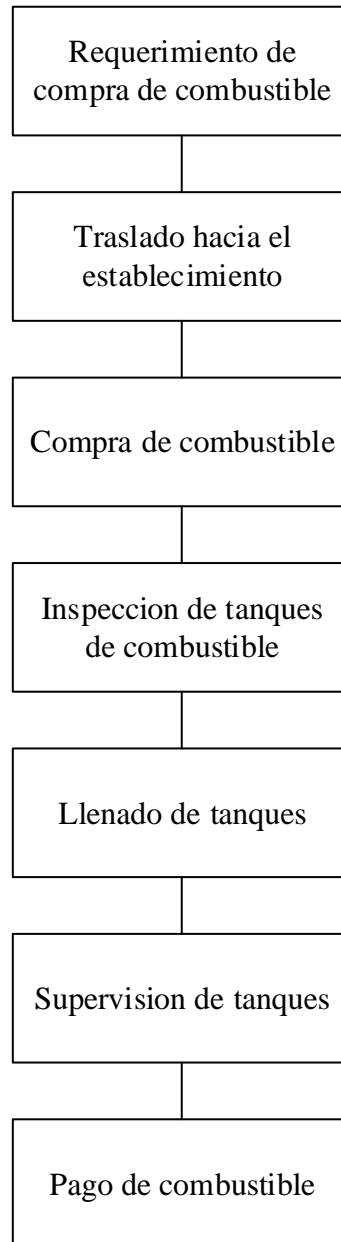 Requerimiento de
compra de combustible
Traslado hacia el
establecimiento
Compra de combustible
Inspeccion de tanques
de combustible
Llenado de tanques
Supervision de tanques
Pago de combustible